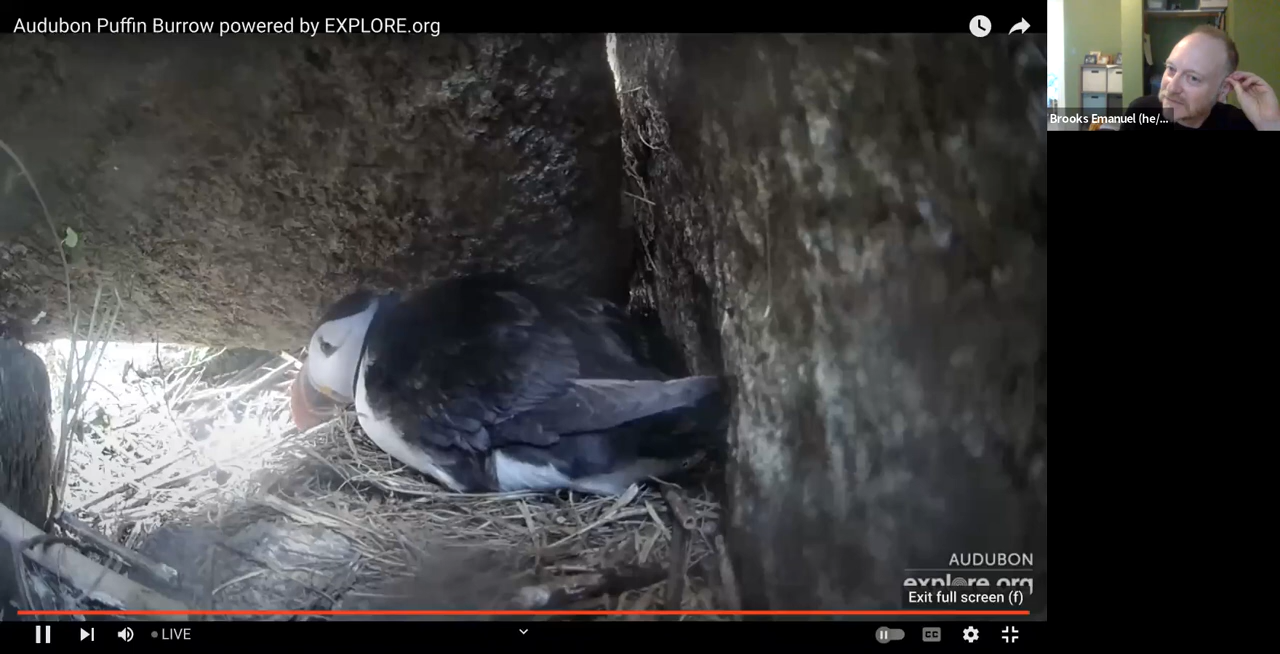 Audubon Puffin Burrow powered by EXPLORE.org
Brooks Emanuel (he/...
AUDUBON
explore.org
Exit full screen (f)
LIVE
CC